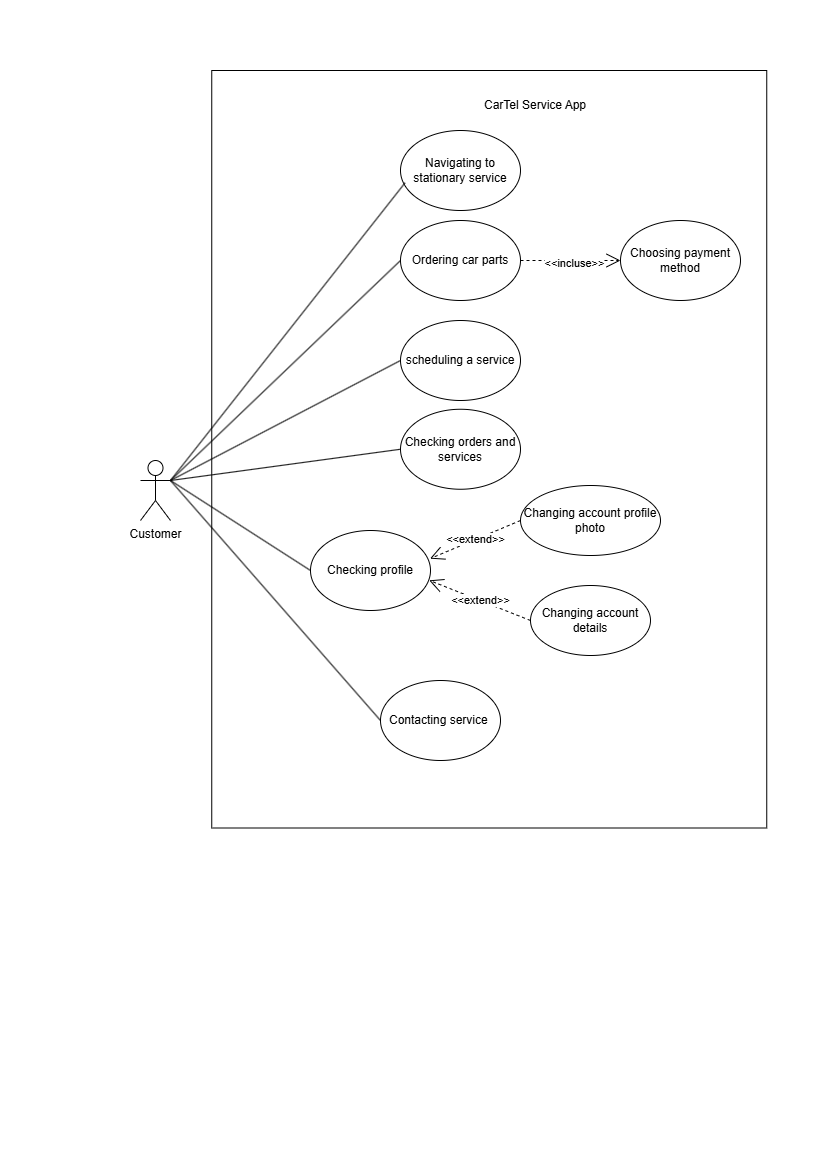 CarTel Service App
Navigating to
stationary service
Ordering car parts
<<incluse>>
Choosing payment
method
scheduling a service
Checking orders and
services
Customer
Changing account profile
photo
<<extend>>
Checking profile
<<extend>>
Changing account
details
Contacting service